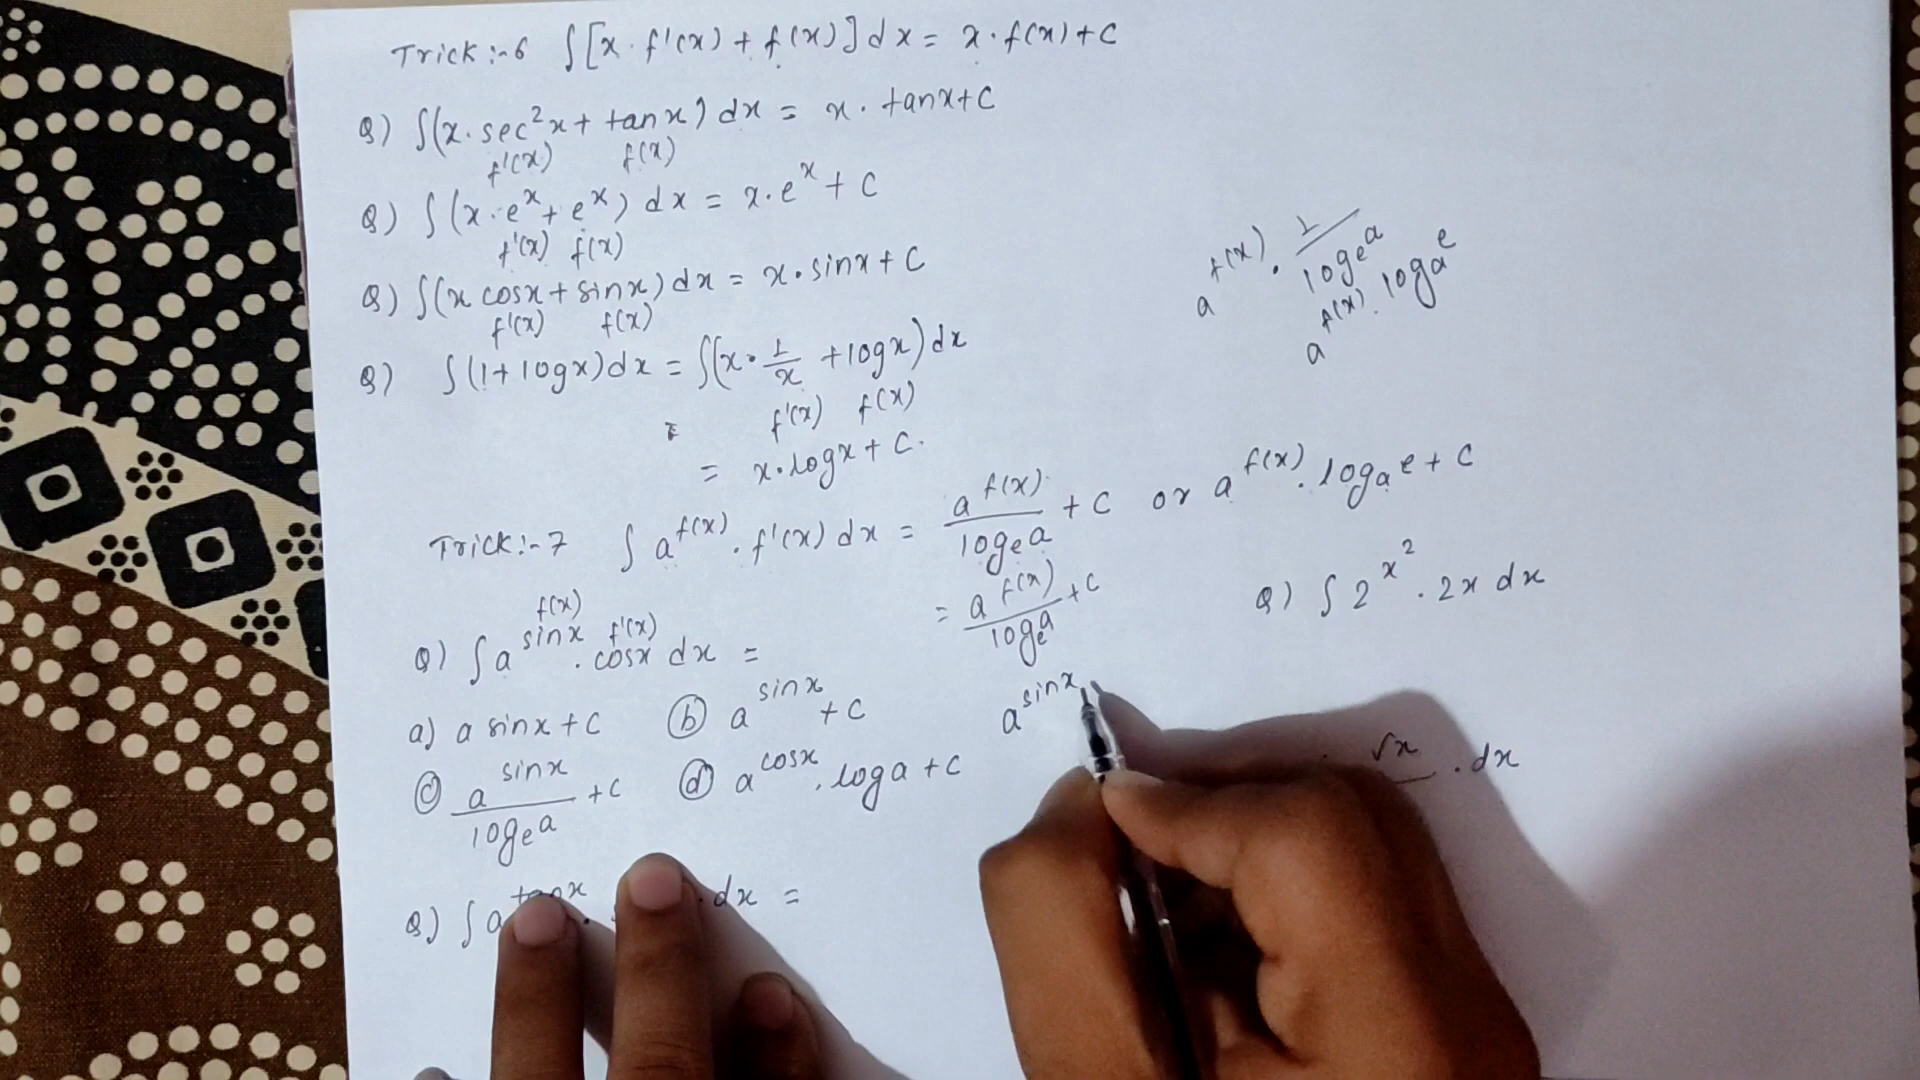 Trick:-6 ∫[x · f'(x) + f(x)] dx = x · f(x) + C
Q) ∫(x · sec²x + tanx) dx = x · tanx + C
f'(x) f(x)
Q) ∫(x · eˣ + eˣ) dx = x · eˣ + C
f'(x) f(x)
Q) ∫(x cosx + sinx) dx = x · sinx + C
f'(x) f(x)
a^f(x) · 1/logₑa
a^f(x) · logₐe
Q) ∫(1 + logx) dx = ∫(x · 1/x + logx) dx
f'(x) f(x)
= x · logx + C.
Trick:-7 ∫ a^f(x) · f'(x) dx = a^f(x)/logₑa + C or a^f(x) · logₐe + C
= a^f(x)/logₑa + C
f(x) f'(x)
Q) ∫ a^sinx · cosx dx =
Q) ∫ 2^x² · 2x dx
a) a sinx + C (b) a^sinx + C
a^sinx
(c) a^sinx/logₑa + C (d) a^cosx · loga + C
√x · dx
Q) ∫ a · dx =